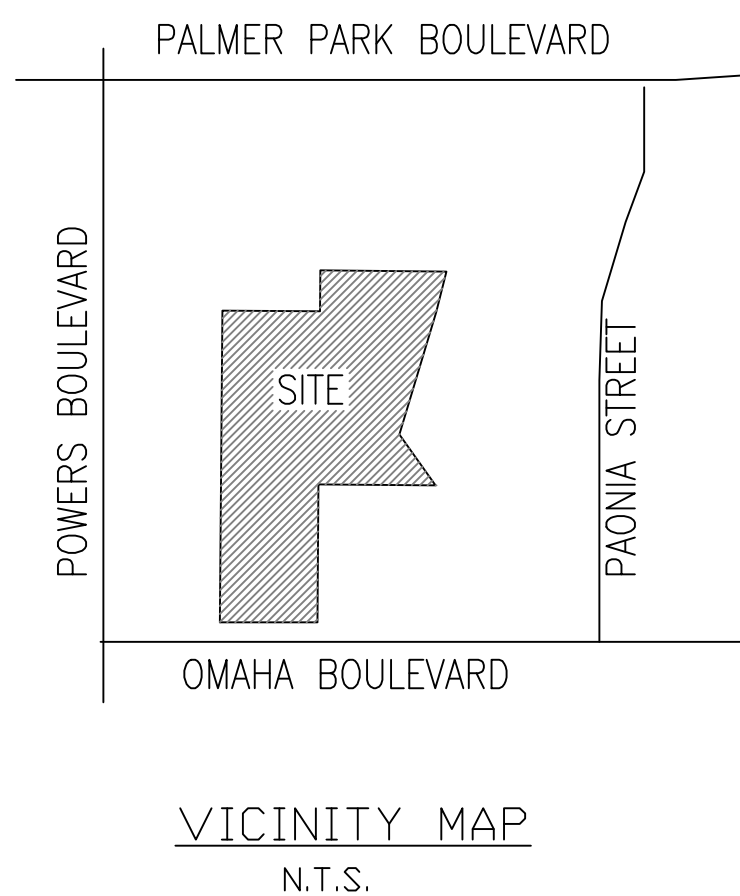 PALMER PARK BOULEVARD
POWERS BOULEVARD
SITE
PAONIA STREET
OMAHA BOULEVARD
VICINITY MAP
N.T.S.